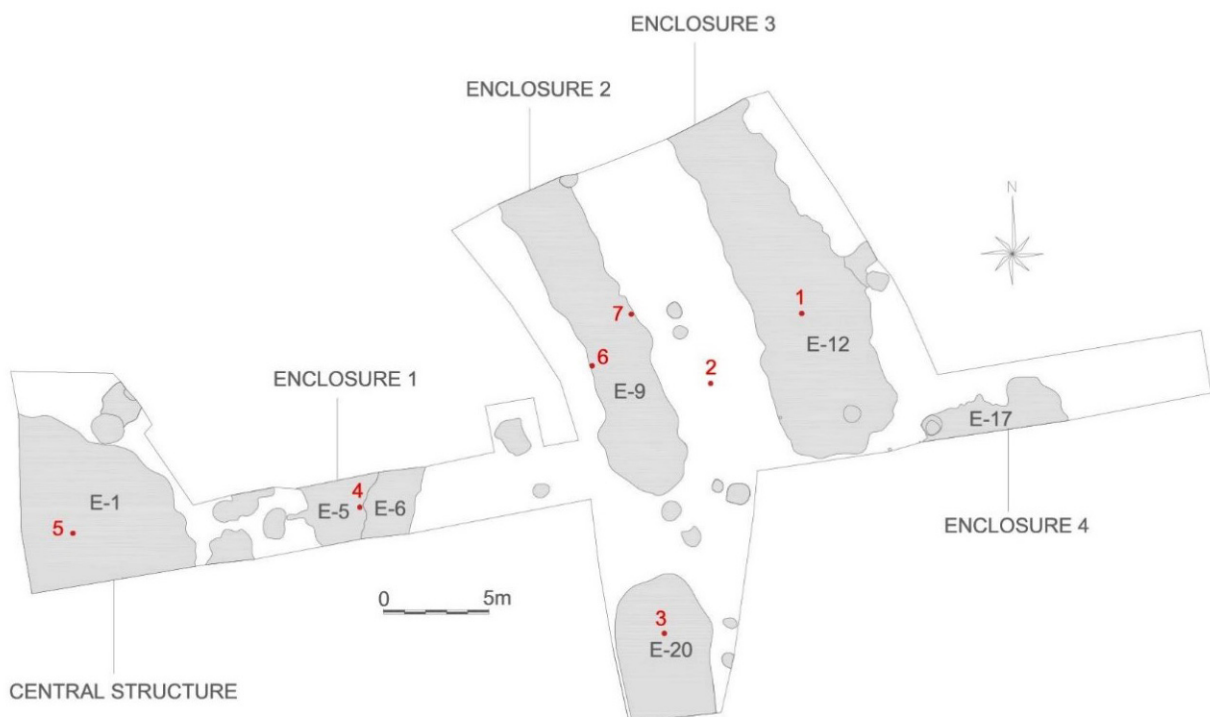 ENCLOSURE 3
ENCLOSURE 2
N
1
7
E-12
6
2
ENCLOSURE 1
E-9
E-17
4
E-1
E-5
E-6
5
ENCLOSURE 4
0 5m
3
E-20
CENTRAL STRUCTURE